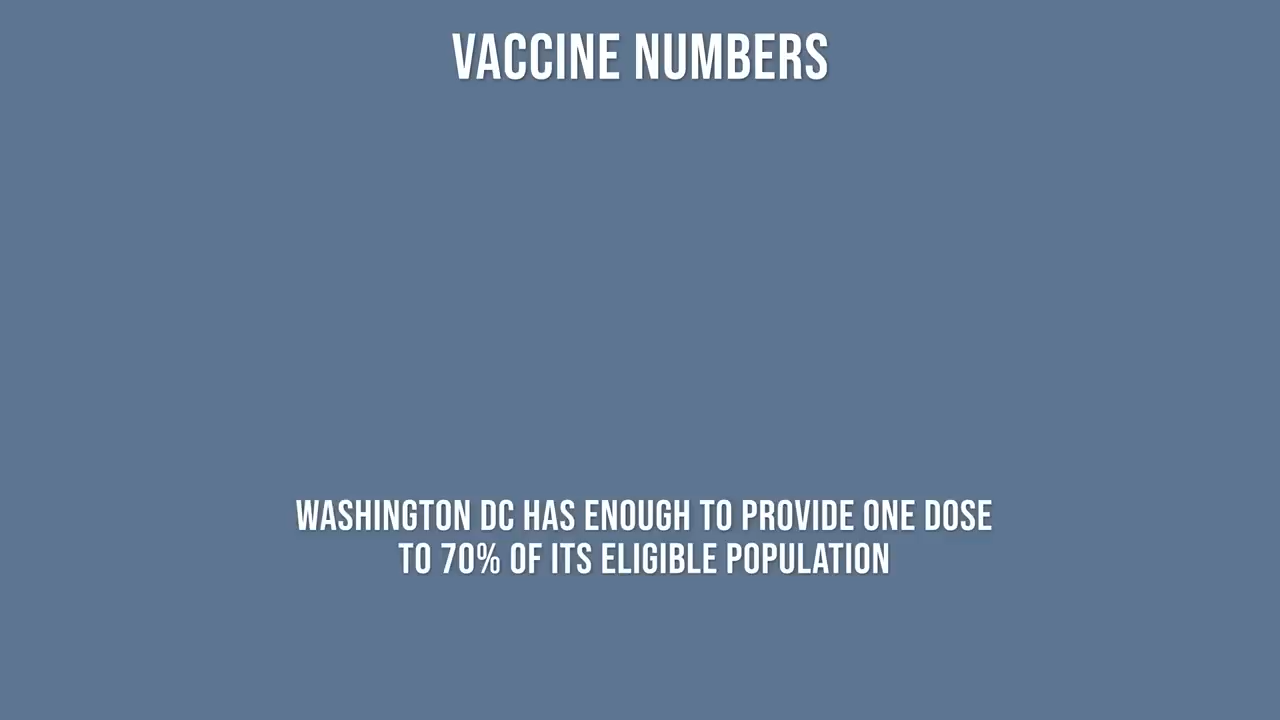 VACCINE NUMBERS
WASHINGTON DC HAS ENOUGH TO PROVIDE ONE DOSE
TO 70% OF ITS ELIGIBLE POPULATION